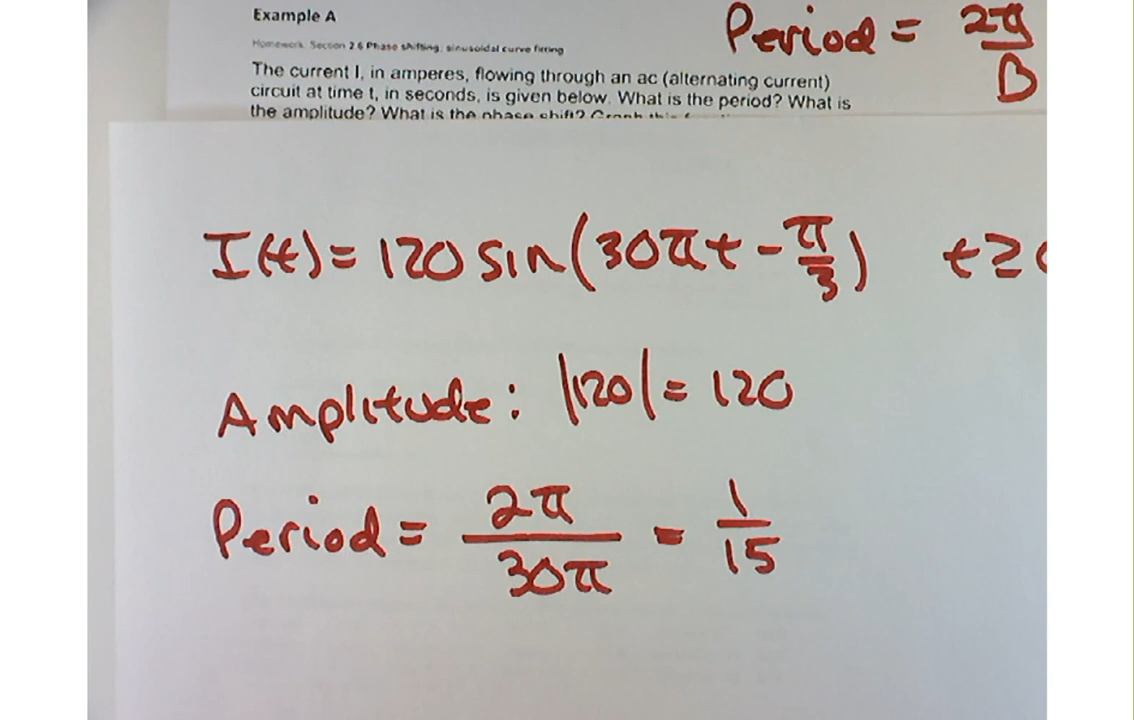 Example A
Period = 2π/B
Homework. Section 2.6 Phase shifting; sinusoidal curve fitting
The current I, in amperes, flowing through an ac (alternating current)
circuit at time t, in seconds, is given below. What is the period? What is
the amplitude? What is the phase shift? Graph this
I(t) = 120 sin(30πt - π/3) t ≥
Amplitude: |120| = 120
Period = 2π/30π = 1/15